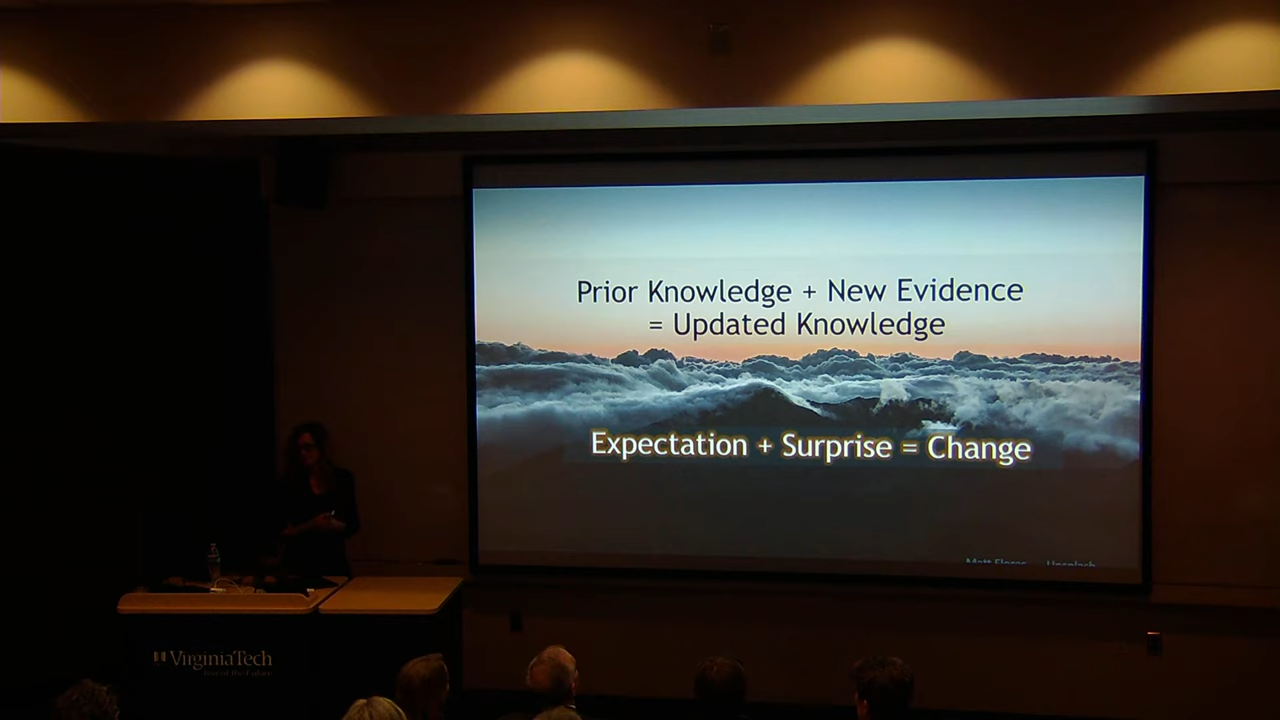 Prior Knowledge + New Evidence
= Updated Knowledge
Expectation + Surprise = Change
VirginiaTech